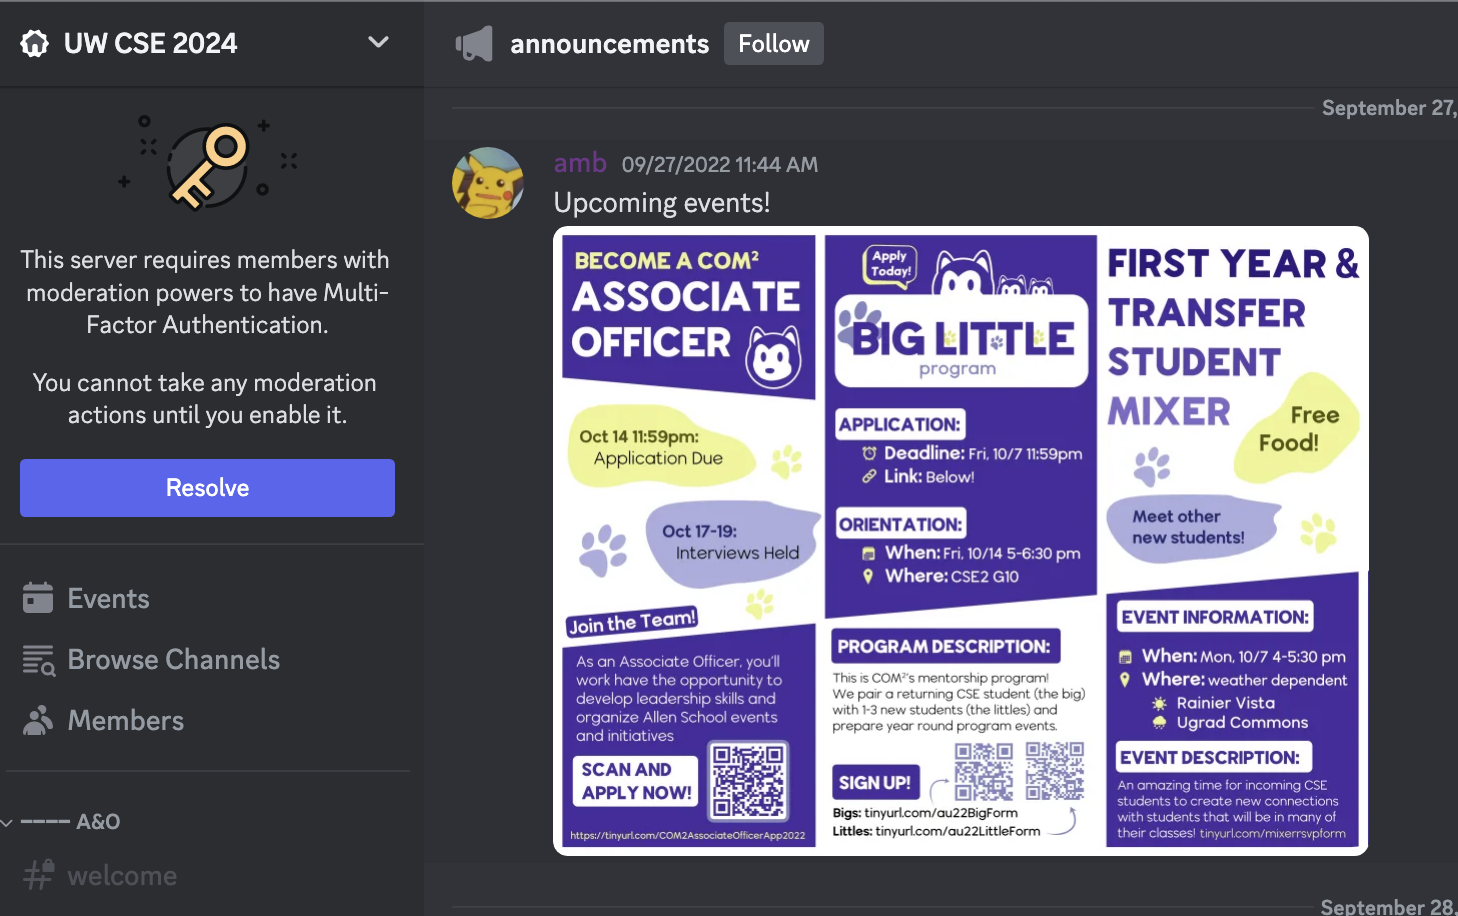 UW CSE 2024
This server requires members with
moderation powers to have Multi-
Factor Authentication.
You cannot take any moderation
actions until you enable it.
Resolve
Events
Browse Channels
Members
---- A&O
welcome
announcements
Follow
September 27,
amb 09/27/2022 11:44 AM
Upcoming events!
BECOME A COM²
ASSOCIATE
OFFICER
Oct 14 11:59pm:
Application Due
Oct 17-19:
Interviews Held
Join the Team!
As an Associate Officer, you'll
work have the opportunity to
develop leadership skills and
organize Allen School events
and initiatives
SCAN AND
APPLY NOW!
https://tinyurl.com/COM2AssociateOfficerApp2022
Apply
Today!
BIG LITTLE
program
APPLICATION:
Deadline: Fri, 10/7 11:59pm
Link: Below!
ORIENTATION:
When: Fri, 10/14 5-6:30 pm
Where: CSE2 G10
PROGRAM DESCRIPTION:
This is COM²'s mentorship program!
We pair a returning CSE student (the big)
with 1-3 new students (the littles) and
prepare year round program events.
SIGN UP!
Bigs: tinyurl.com/au22BigForm
Littles: tinyurl.com/au22LittleForm
FIRST YEAR &
TRANSFER
STUDENT
MIXER
Free
Food!
Meet other
new students!
EVENT INFORMATION:
When: Mon, 10/7 4-5:30 pm
Where: weather dependent
Rainier Vista
Ugrad Commons
EVENT DESCRIPTION:
An amazing time for incoming CSE
students to create new connections
with students that will be in many of
their classes! tinyurl.com/mixerrsvpform
September 28,